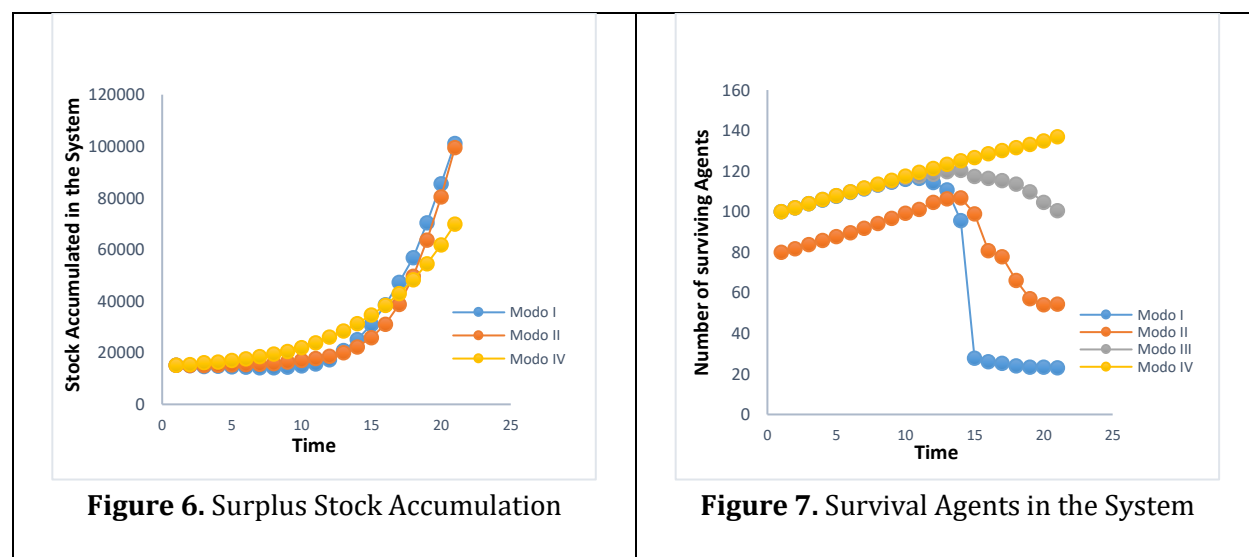 Stock Accumulated in the System
120000
100000
80000
60000
40000
20000
0
0 5 10 15 20 25
Time
Modo I
Modo II
Modo IV
Figure 6. Surplus Stock Accumulation
Number of surviving Agents
160
140
120
100
80
60
40
20
0
0 5 10 15 20 25
Time
Modo I
Modo II
Modo III
Modo IV
Figure 7. Survival Agents in the System